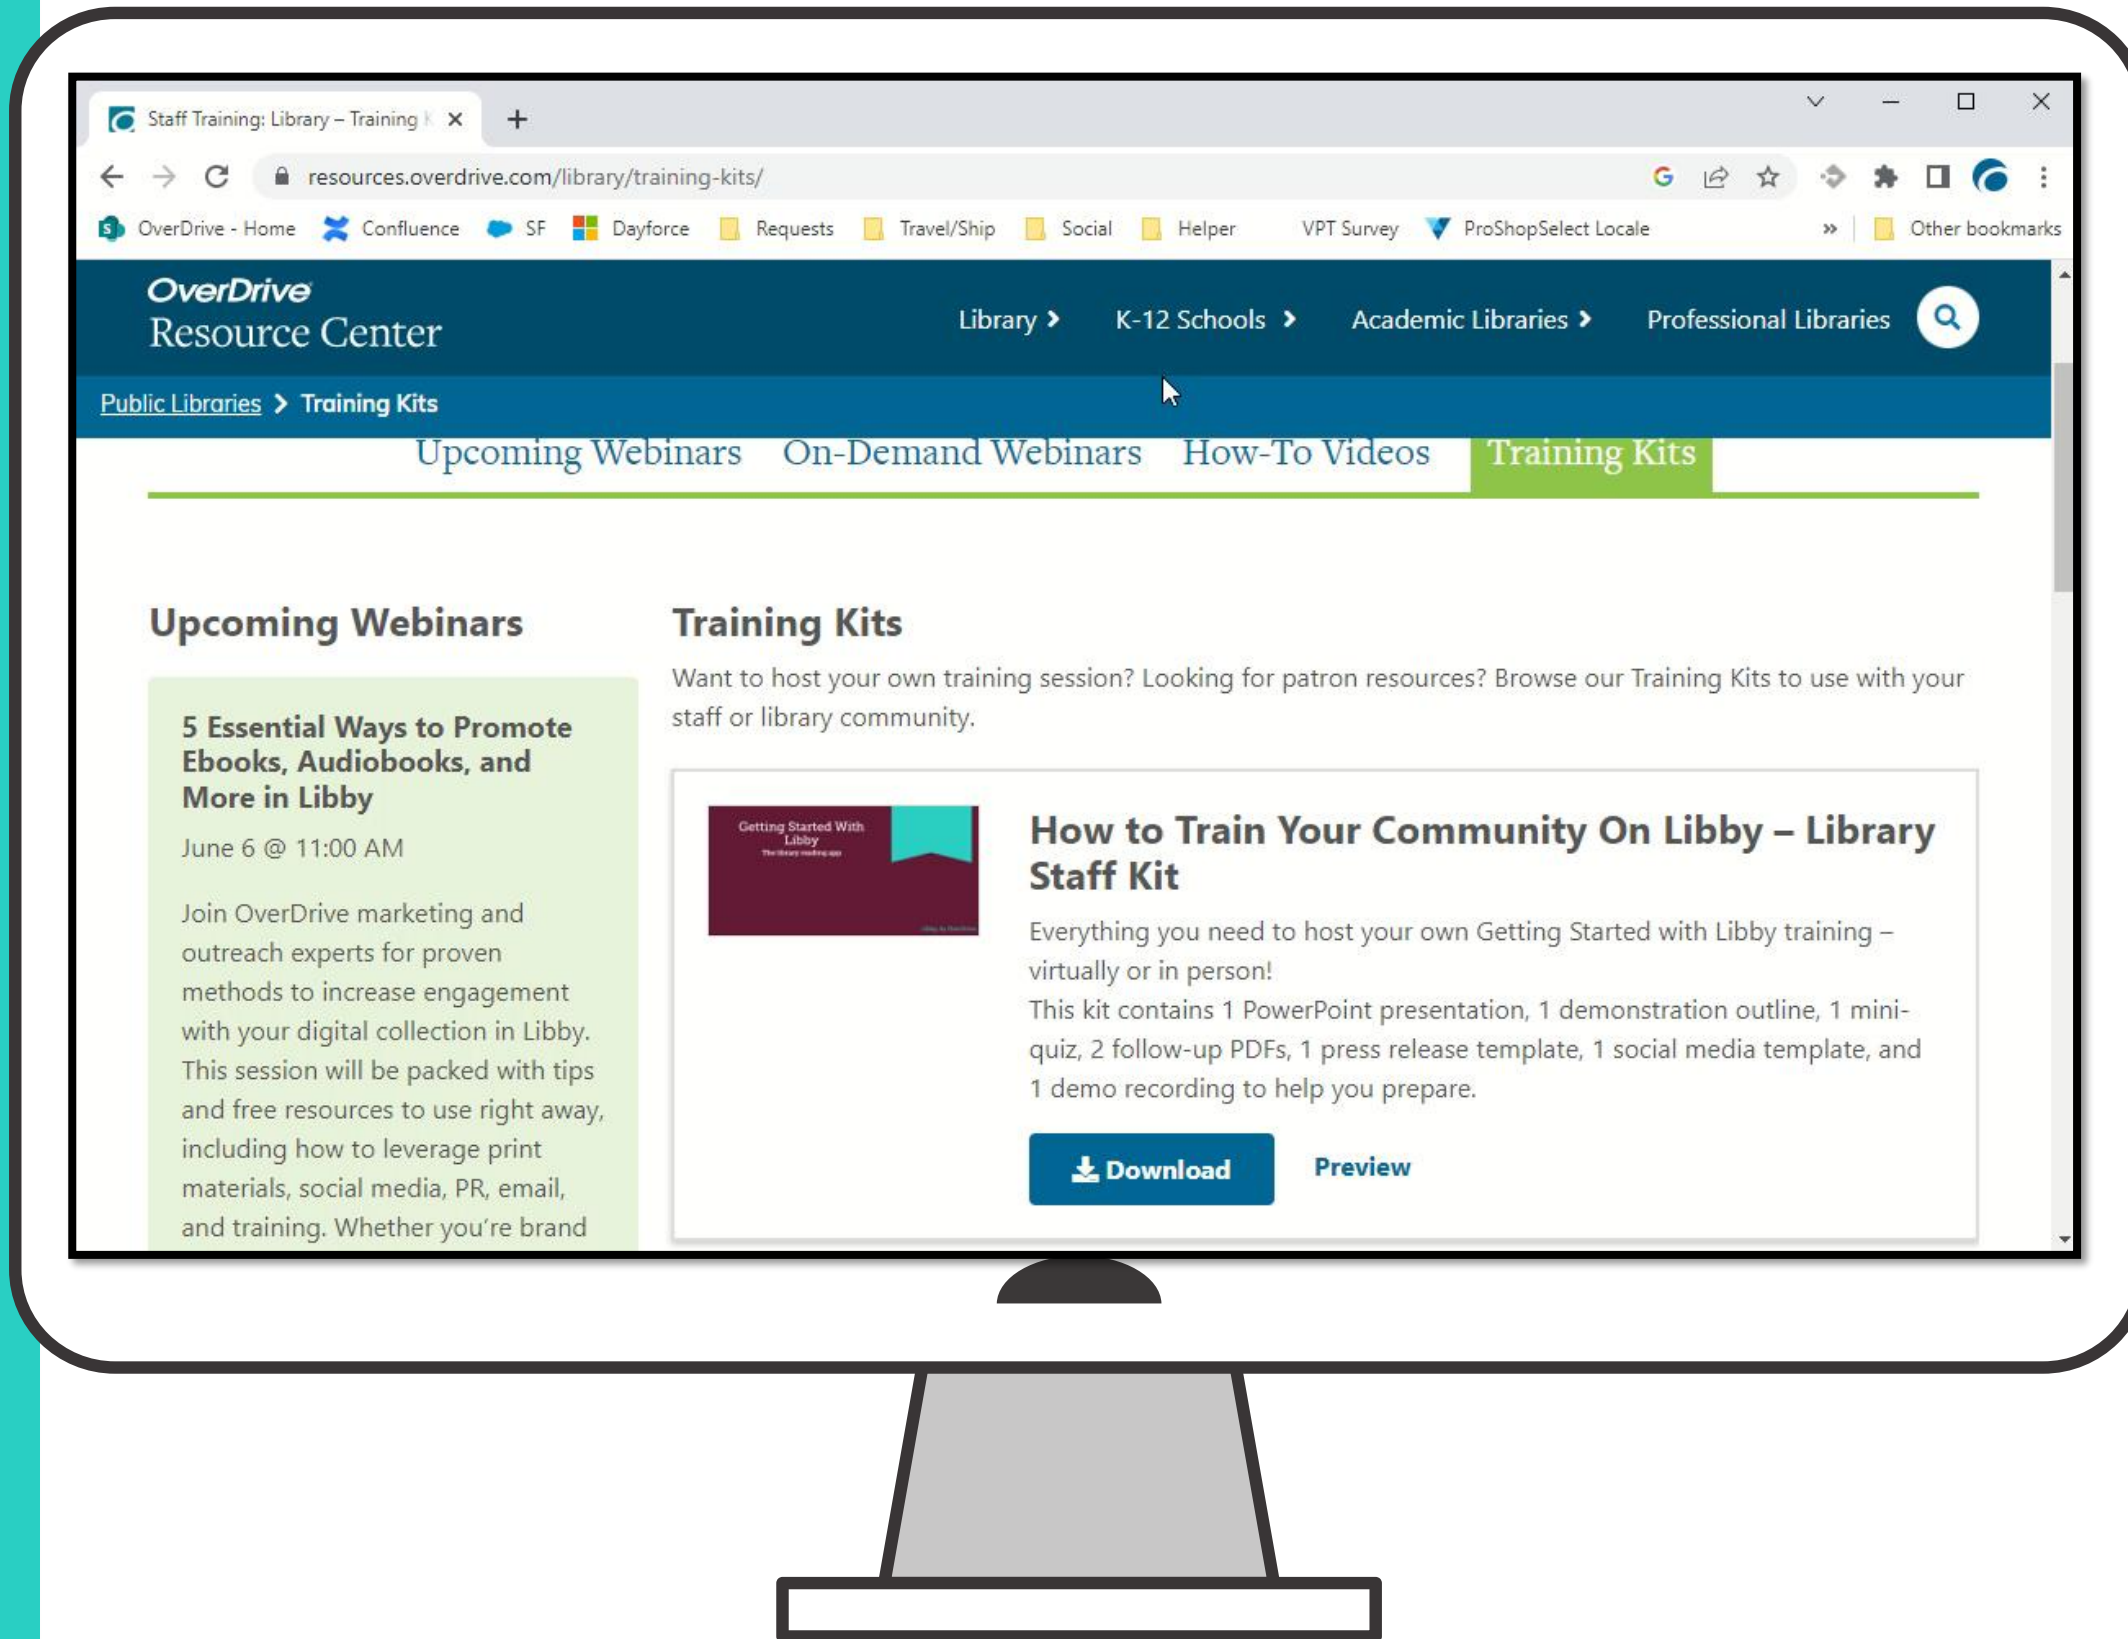 Staff Training: Library – Training K
resources.overdrive.com/library/training-kits/
OverDrive - Home Confluence SF Dayforce Requests Travel/Ship Social Helper VPT Survey ProShopSelect Locale » Other bookmarks
OverDrive
Resource Center
Library K-12 Schools Academic Libraries Professional Libraries
Public Libraries Training Kits
Upcoming Webinars On-Demand Webinars How-To Videos Training Kits
Upcoming Webinars
5 Essential Ways to Promote
Ebooks, Audiobooks, and
More in Libby
June 6 @ 11:00 AM
Join OverDrive marketing and
outreach experts for proven
methods to increase engagement
with your digital collection in Libby.
This session will be packed with tips
and free resources to use right away,
including how to leverage print
materials, social media, PR, email,
and training. Whether you're brand
Training Kits
Want to host your own training session? Looking for patron resources? Browse our Training Kits to use with your
staff or library community.
Getting Started With
Libby
The library reading app
How to Train Your Community On Libby – Library
Staff Kit
Everything you need to host your own Getting Started with Libby training –
virtually or in person!
This kit contains 1 PowerPoint presentation, 1 demonstration outline, 1 mini-
quiz, 2 follow-up PDFs, 1 press release template, 1 social media template, and
1 demo recording to help you prepare.
Download Preview